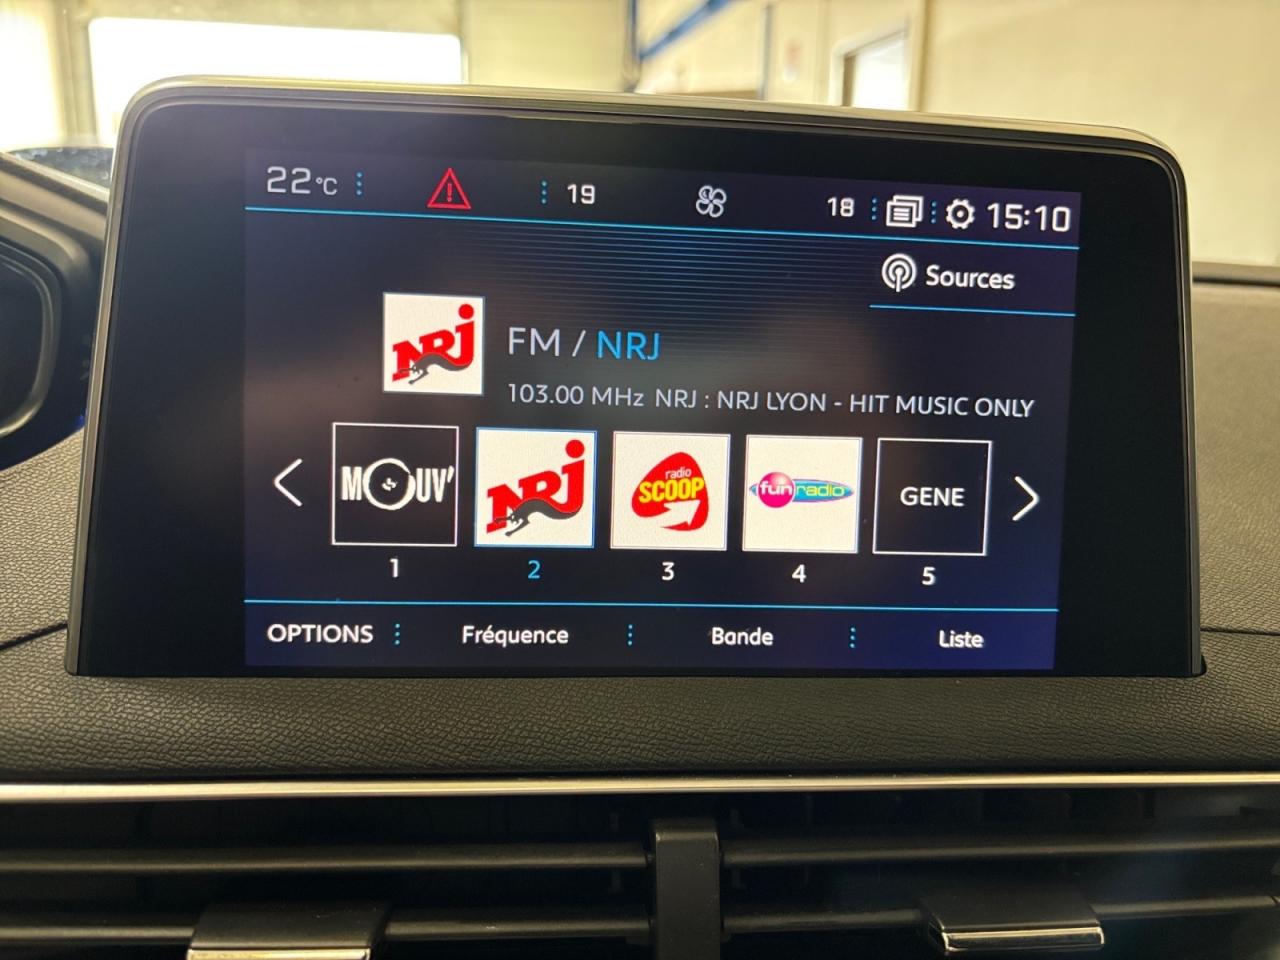 22°C 19 18 15:10
Sources
NRJ
FM / NRJ
103.00 MHz NRJ : NRJ LYON - HIT MUSIC ONLY
MOUV' NRJ radio SCOOP fun radio GENE
1 2 3 4 5
OPTIONS Fréquence Bande Liste